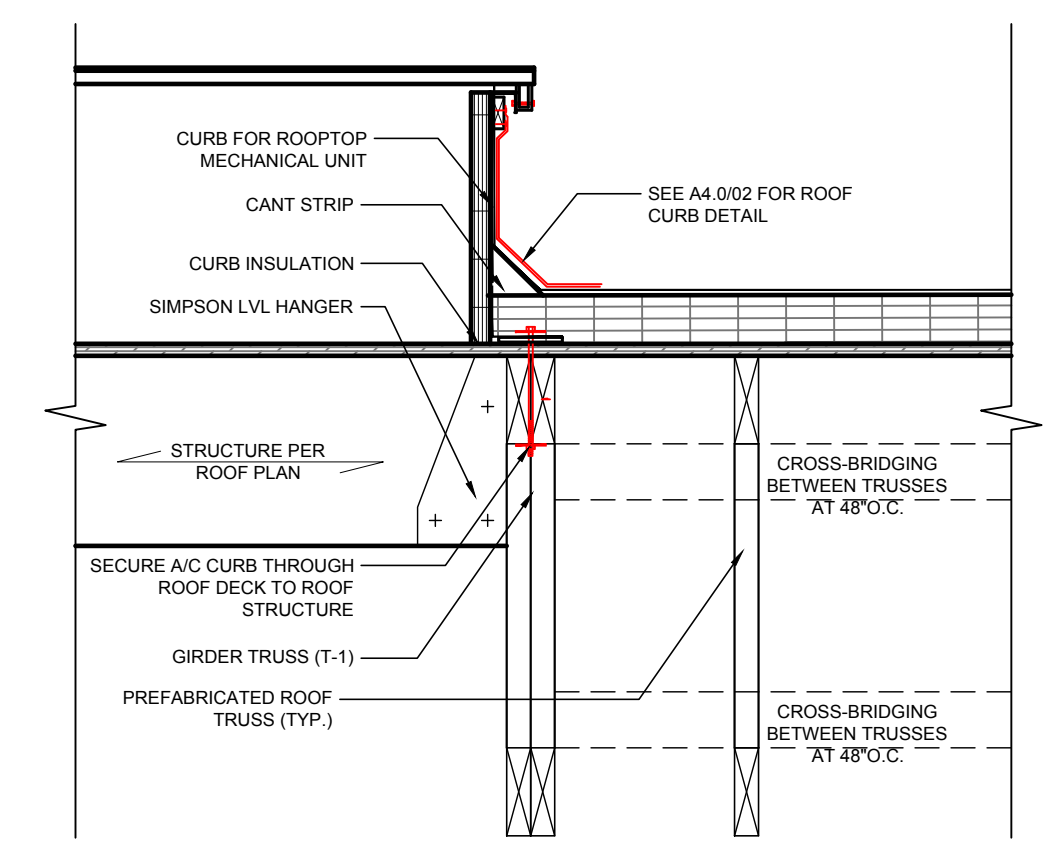 CURB FOR ROOPTOP
MECHANICAL UNIT
CANT STRIP
CURB INSULATION
SIMPSON LVL HANGER
SEE A4.0/02 FOR ROOF
CURB DETAIL
STRUCTURE PER
ROOF PLAN
CROSS-BRIDGING
BETWEEN TRUSSES
AT 48"O.C.
SECURE A/C CURB THROUGH
ROOF DECK TO ROOF
STRUCTURE
GIRDER TRUSS (T-1)
PREFABRICATED ROOF
TRUSS (TYP.)
CROSS-BRIDGING
BETWEEN TRUSSES
AT 48"O.C.